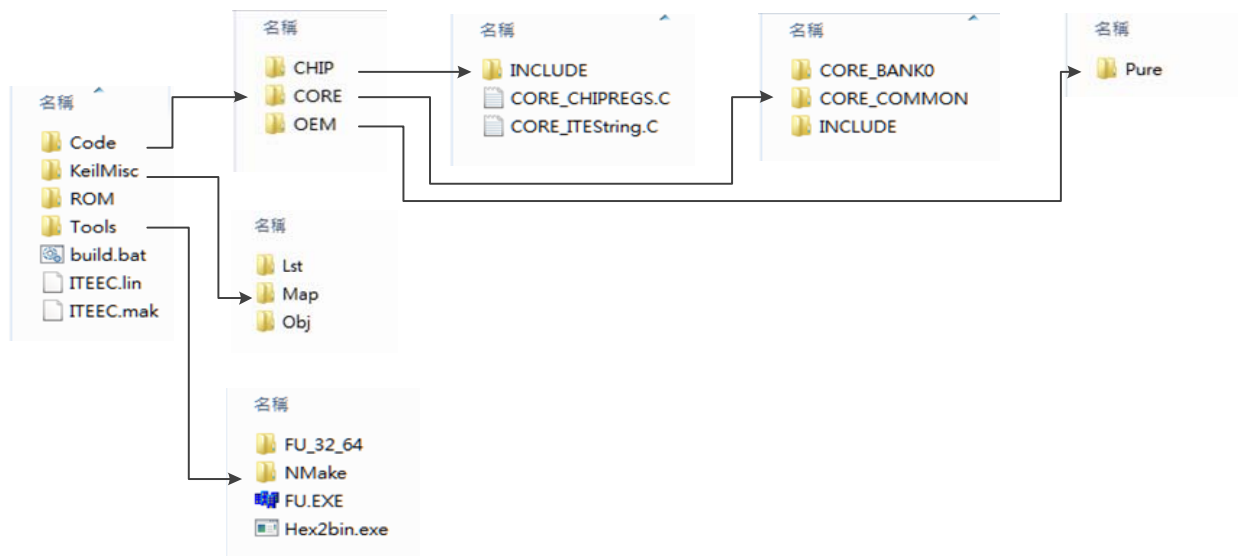 名稱
Code
KeilMisc
ROM
Tools
build.bat
ITEEC.lin
ITEEC.mak
名稱
CHIP
CORE
OEM
名稱
INCLUDE
CORE_CHIPREGS.C
CORE_ITEString.C
名稱
CORE_BANK0
CORE_COMMON
INCLUDE
名稱
Pure
名稱
Lst
Map
Obj
名稱
FU_32_64
NMake
FU.EXE
Hex2bin.exe